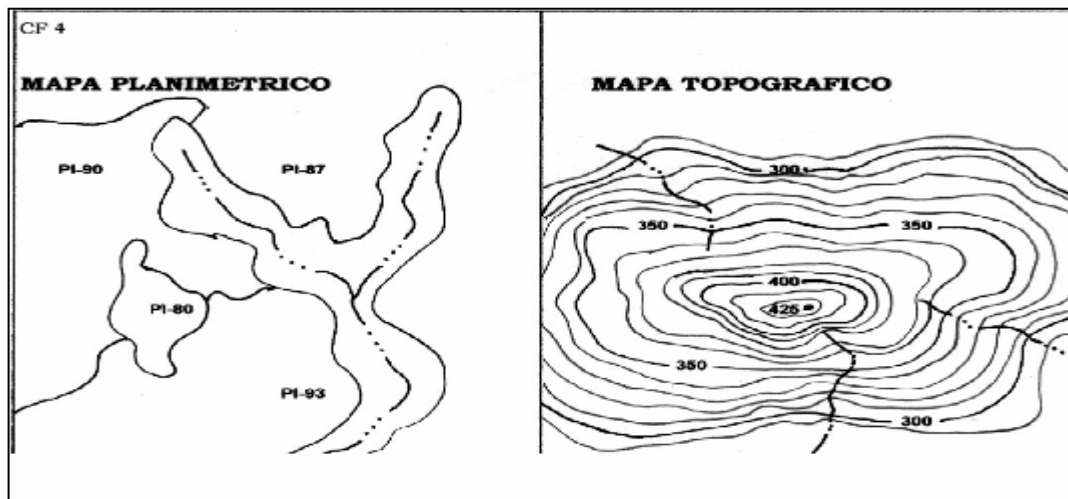 CF 4
MAPA PLANIMETRICO
PI-90
PI-87
PI-80
PI-93
MAPA TOPOGRAFICO
300
350
350
400
425
350
300